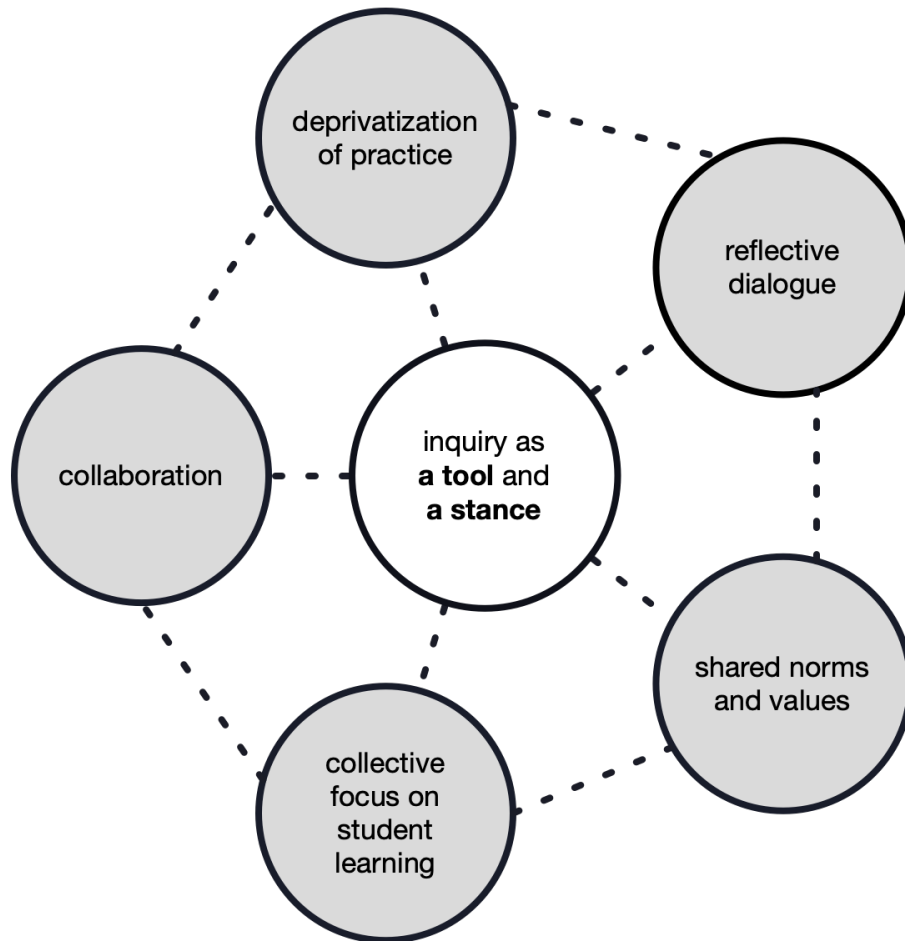 deprivatization
of practice
reflective
dialogue
inquiry as
a tool and
a stance
collaboration
shared norms
and values
collective
focus on
student
learning